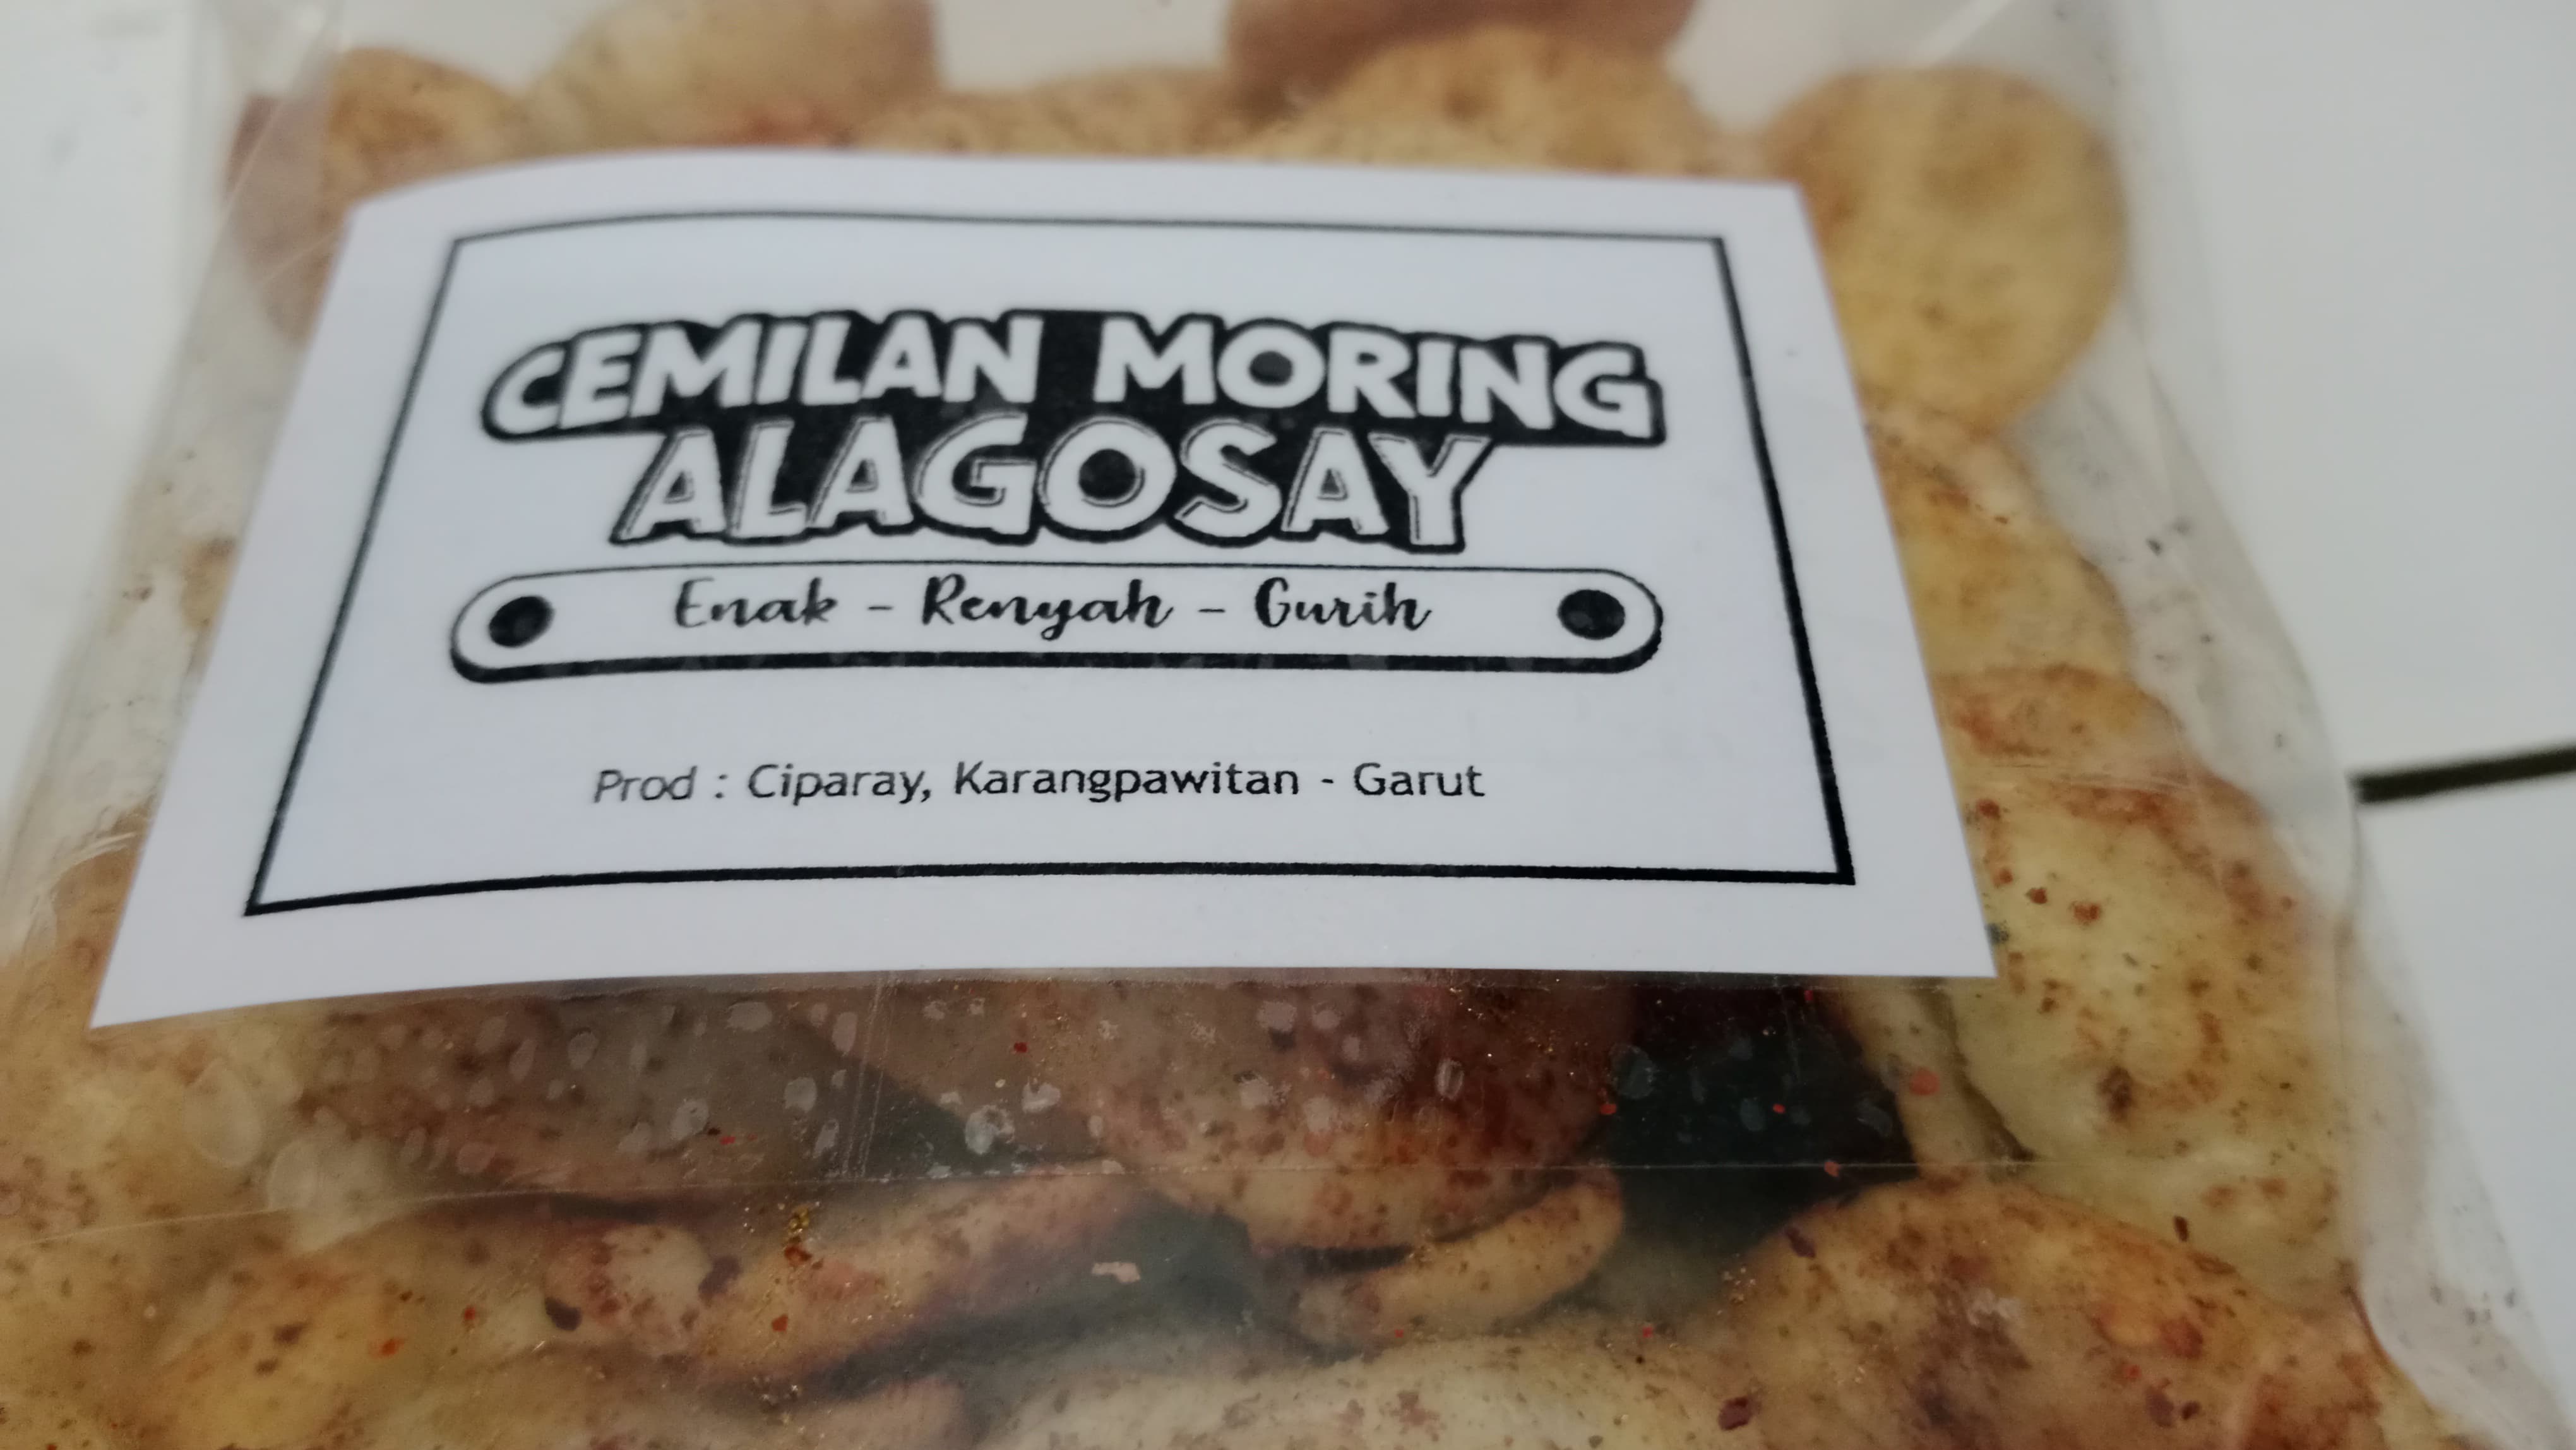 CEMILAN MORING
ALAGOSAY
Enak - Renyah - Gurih
Prod : Ciparay, Karangpawitan - Garut